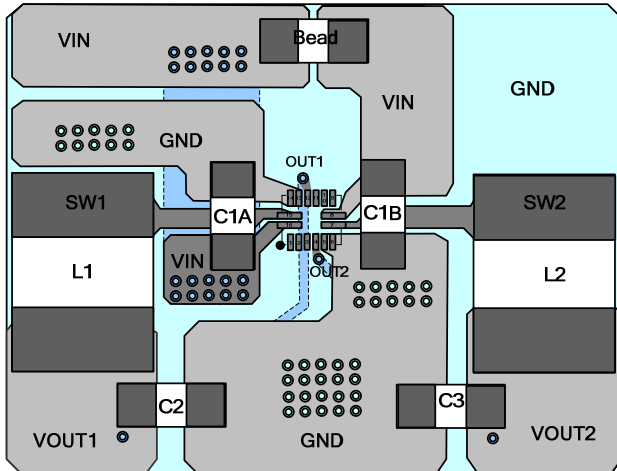 VIN
Bead
VIN
GND
GND
OUT1
SW1
C1A
C1B
SW2
L1
VIN
OUT2
L2
C2
C3
VOUT1
GND
VOUT2